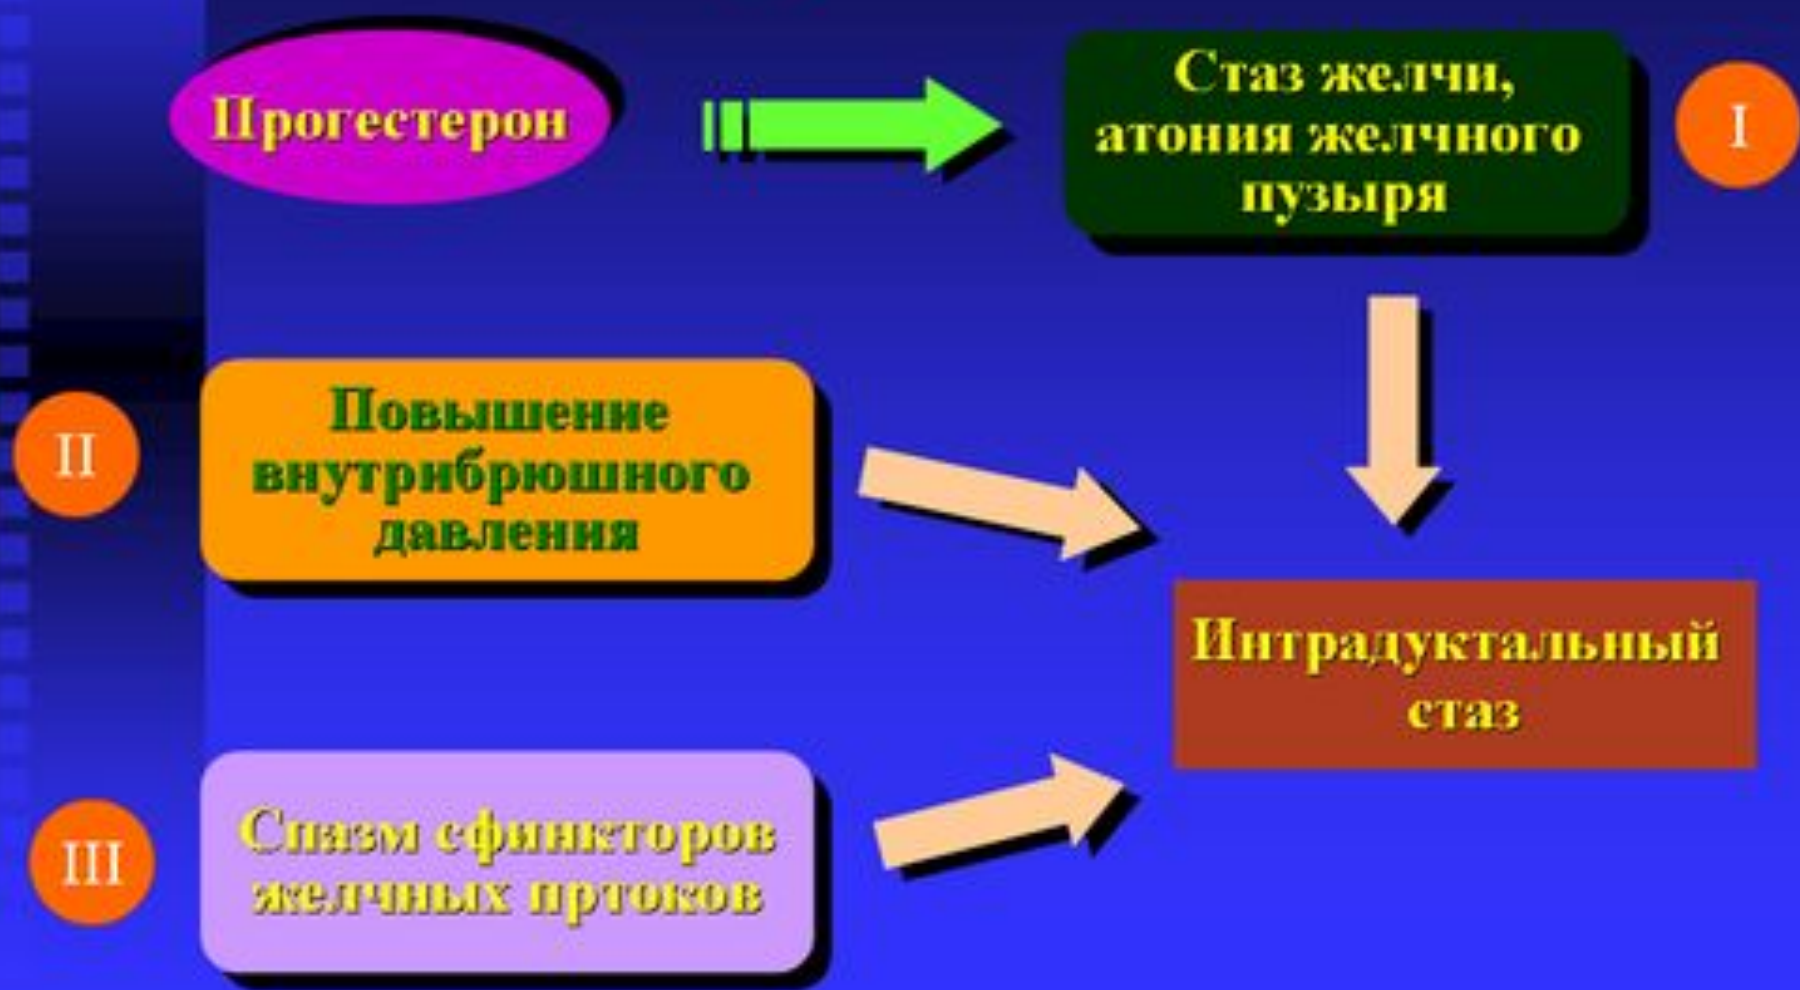 Прогестерон
Стаз желчи,
атония желчного
пузыря
I
II
Повышение
внутрибрюшного
давления
Интрадуктальный
стаз
III
Спазм сфинкторов
желчных пртоков